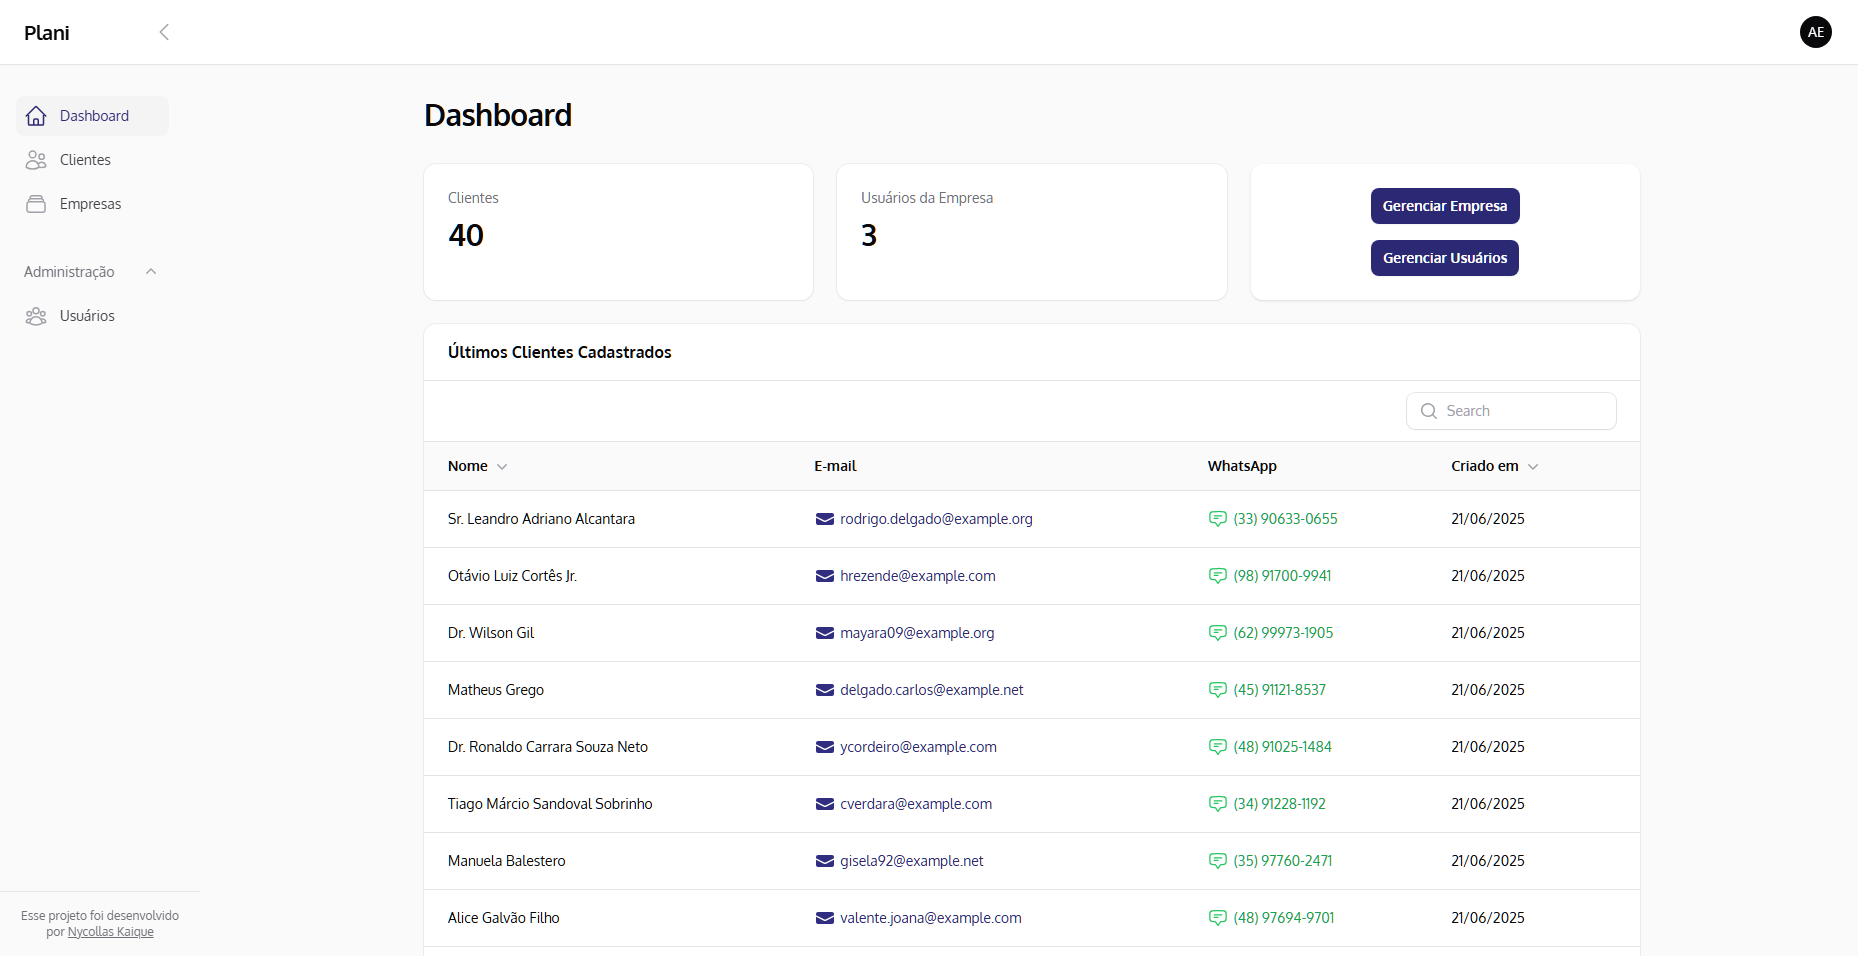 Plani
AE
Dashboard
Clientes
Empresas
Administração
Usuários
Esse projeto foi desenvolvido
por Nycollas Kaique
Dashboard
Clientes
40
Usuários da Empresa
3
Gerenciar Empresa
Gerenciar Usuários
Últimos Clientes Cadastrados
Search
Nome E-mail WhatsApp Criado em
Sr. Leandro Adriano Alcantara rodrigo.delgado@example.org (33) 90633-0655 21/06/2025
Otávio Luiz Cortês Jr. hrezende@example.com (98) 91700-9941 21/06/2025
Dr. Wilson Gil mayara09@example.org (62) 99973-1905 21/06/2025
Matheus Grego delgado.carlos@example.net (45) 91121-8537 21/06/2025
Dr. Ronaldo Carrara Souza Neto ycordeiro@example.com (48) 91025-1484 21/06/2025
Tiago Márcio Sandoval Sobrinho cverdara@example.com (34) 91228-1192 21/06/2025
Manuela Balestero gisela92@example.net (35) 97760-2471 21/06/2025
Alice Galvão Filho valente.joana@example.com (48) 97694-9701 21/06/2025